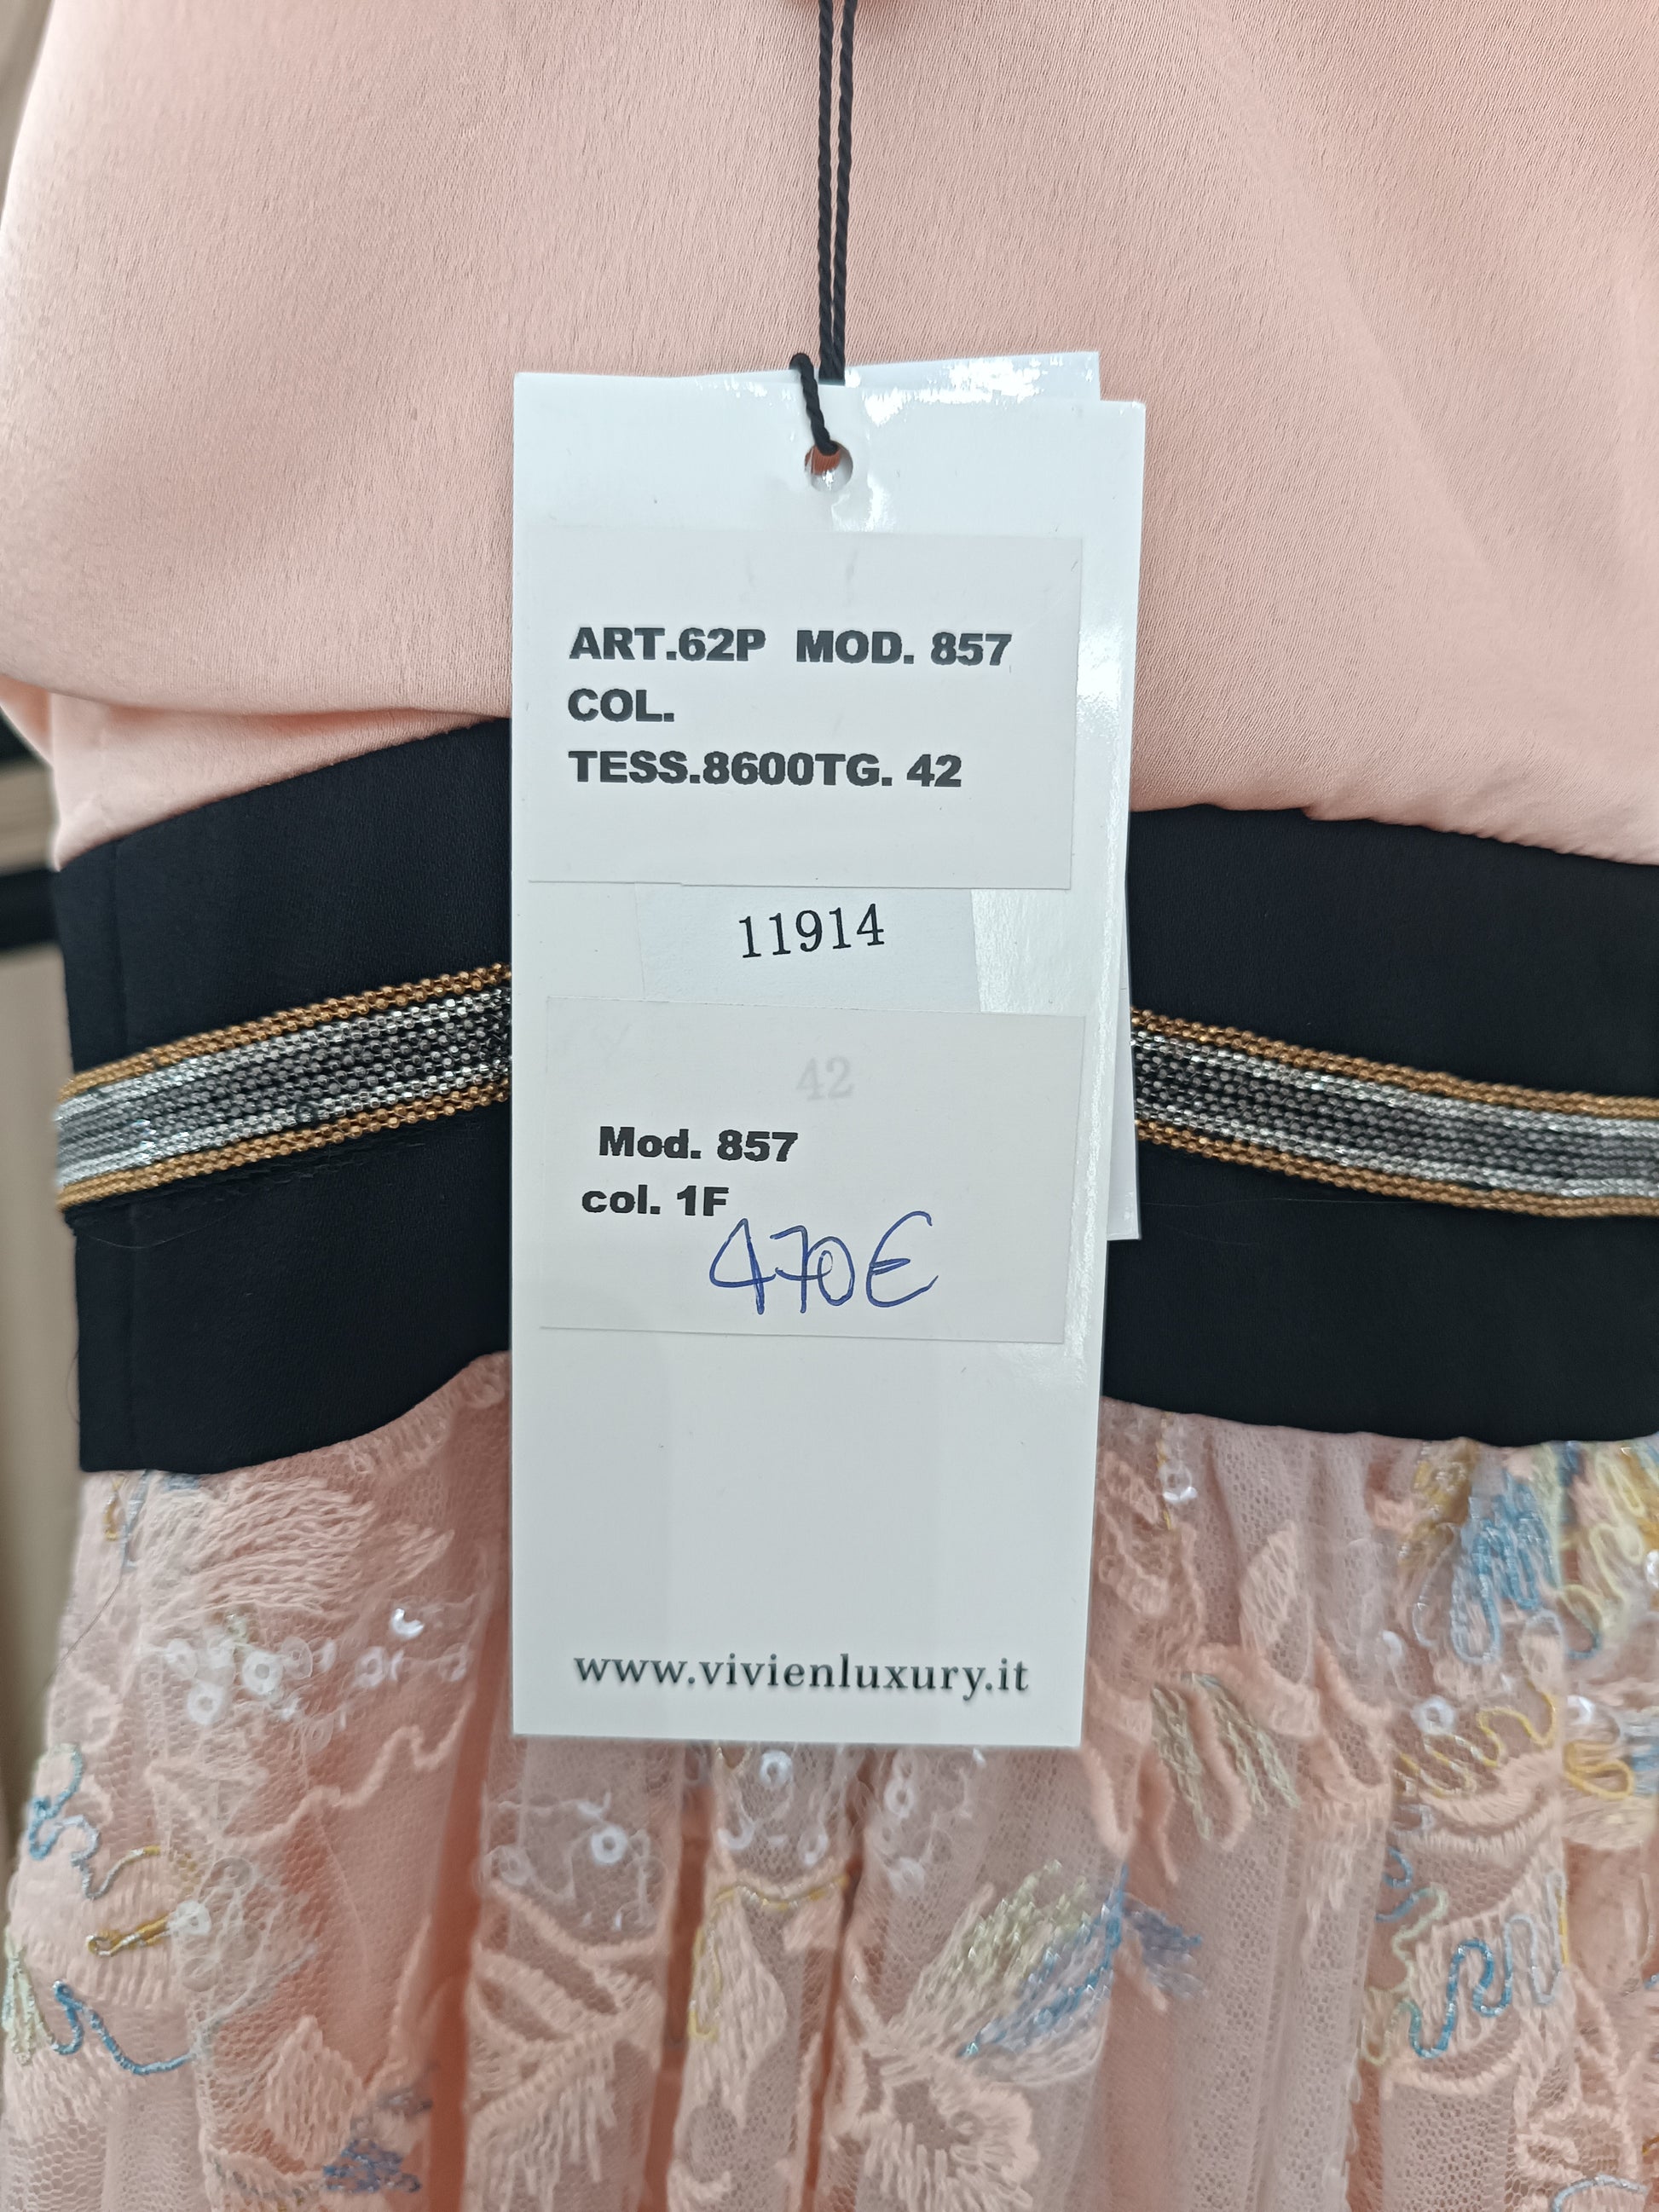 ART.62P MOD. 857
COL.
TESS.8600TG. 42
11914
42
Mod. 857
col. 1F
470€
www.vivienluxury.it